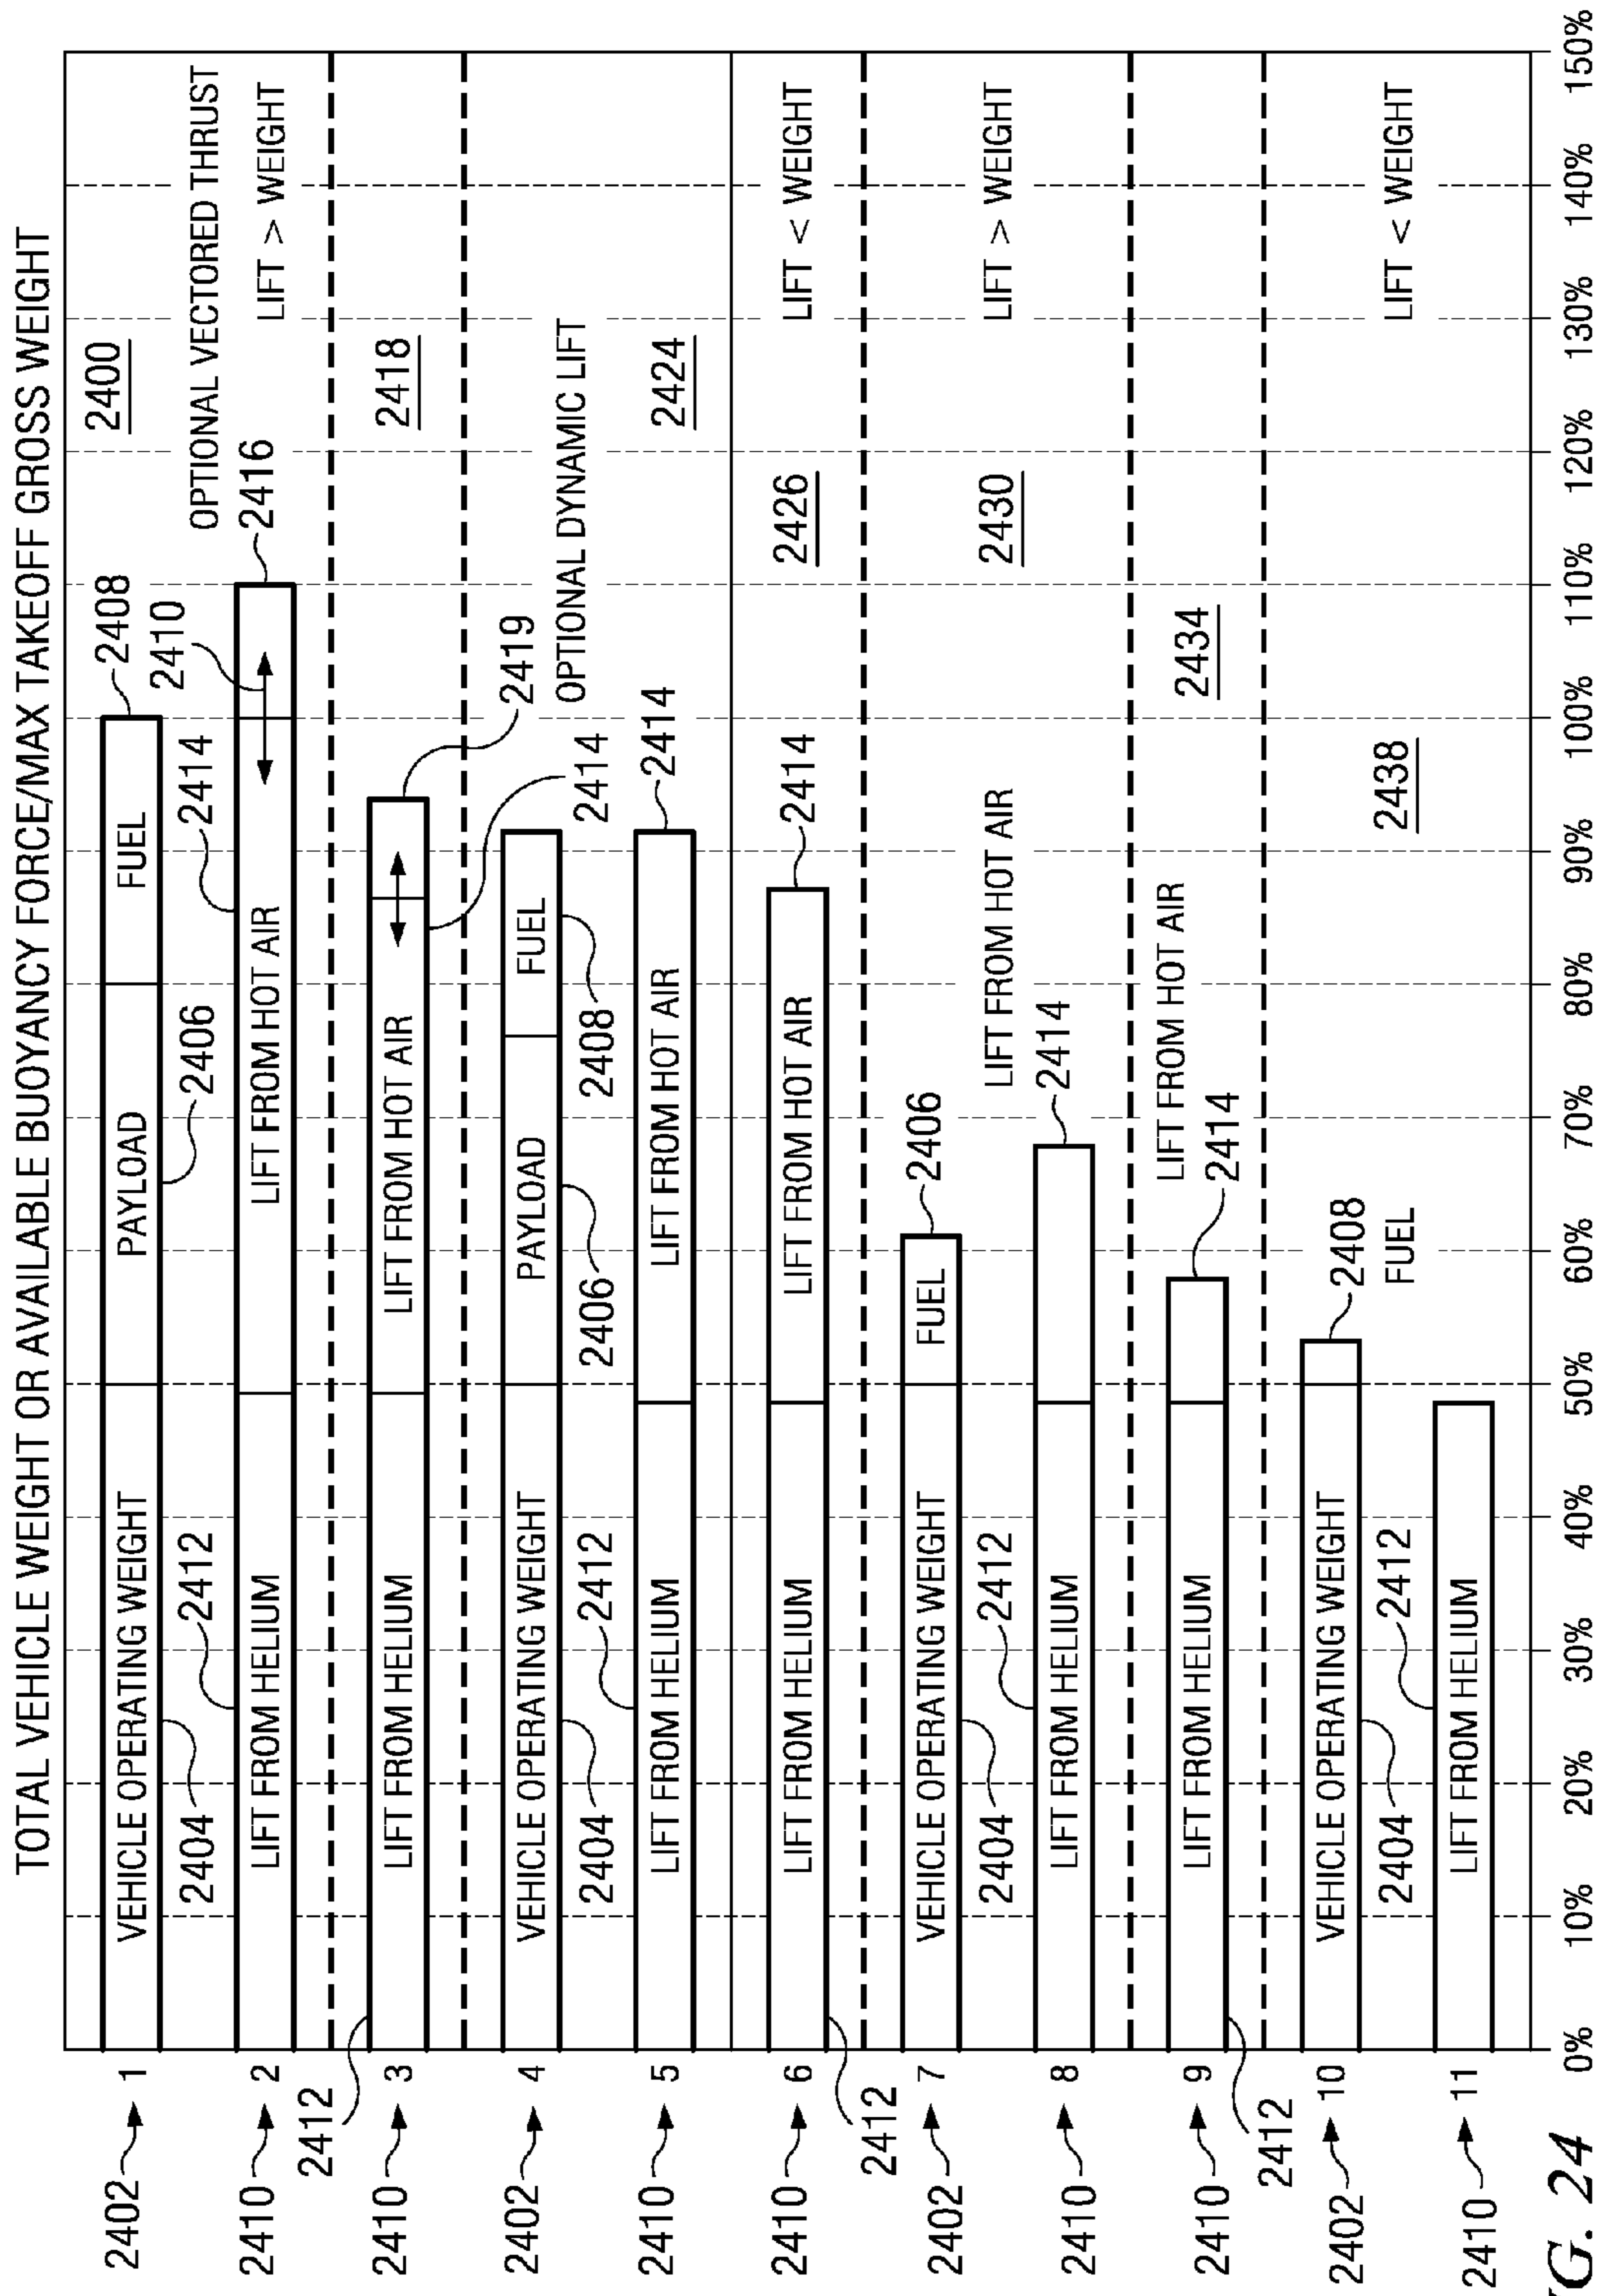 TOTAL VEHICLE WEIGHT OR AVAILABLE BUOYANCY FORCE/MAX TAKEOFF GROSS WEIGHT
2402 1 VEHICLE OPERATING WEIGHT PAYLOAD FUEL 2408 2400
2404 2412 2406 2414 2410 OPTIONAL VECTORED THRUST
2410 2 LIFT FROM HELIUM LIFT FROM HOT AIR 2416 LIFT > WEIGHT
2412
2410 3 LIFT FROM HELIUM LIFT FROM HOT AIR 2418
2419
2402 4 VEHICLE OPERATING WEIGHT PAYLOAD FUEL OPTIONAL DYNAMIC LIFT
2404 2412 2406 2408 2414
2410 5 LIFT FROM HELIUM LIFT FROM HOT AIR 2414 2424
2410 6 LIFT FROM HELIUM LIFT FROM HOT AIR 2414 2426 LIFT < WEIGHT
2412
2402 7 VEHICLE OPERATING WEIGHT FUEL 2406
2404 2412 LIFT FROM HOT AIR 2430 LIFT > WEIGHT
2410 8 LIFT FROM HELIUM 2414
LIFT FROM HOT AIR
2410 9 LIFT FROM HELIUM 2414 2434
2412
2402 10 VEHICLE OPERATING WEIGHT 2408
2404 2412 FUEL 2438 LIFT < WEIGHT
2410 11 LIFT FROM HELIUM
0% 10% 20% 30% 40% 50% 60% 70% 80% 90% 100% 110% 120% 130% 140% 150%
G. 24